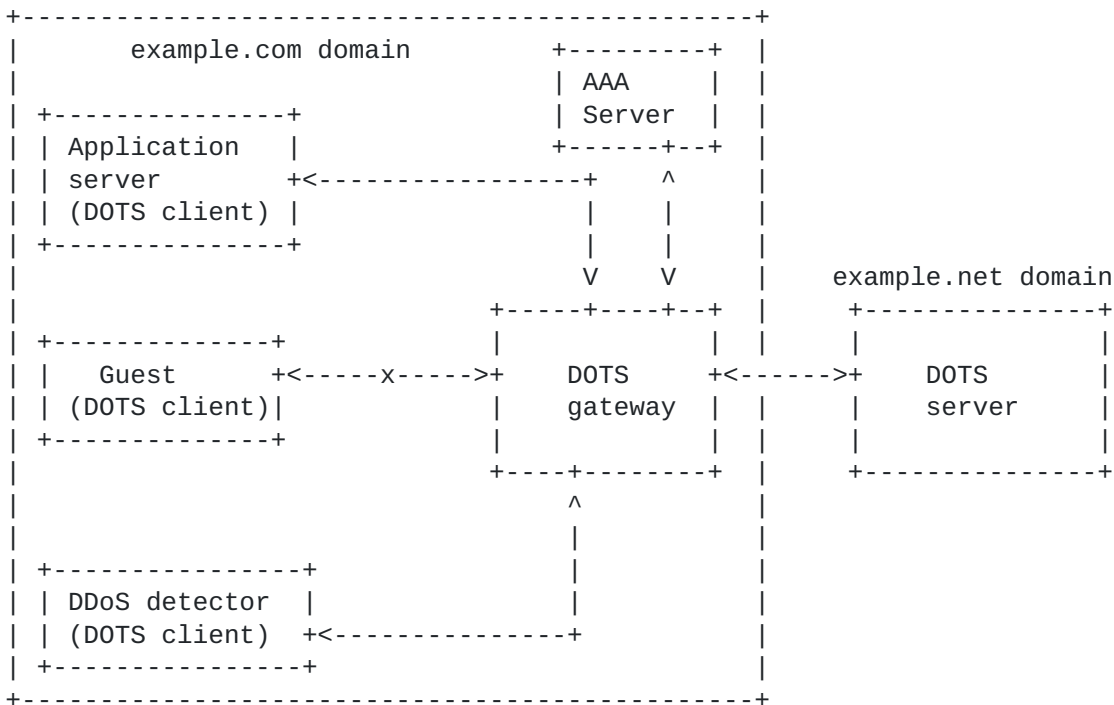 example.com domain
AAA
Server
Application
server
(DOTS client)
example.net domain
Guest
(DOTS client)
x
DOTS
gateway
DOTS
server
DDoS detector
(DOTS client)